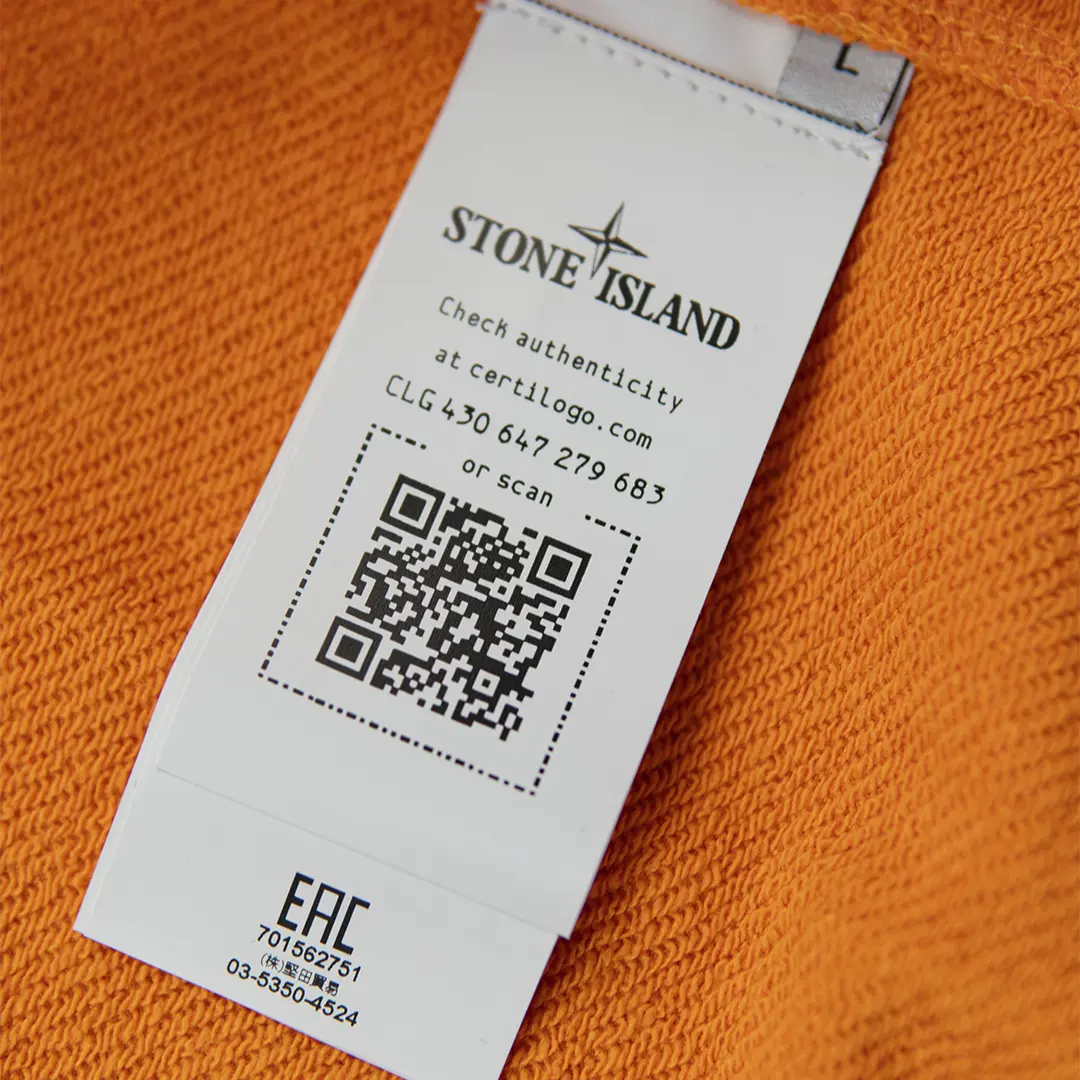 L
STONE ISLAND
Check authenticity
at certilogo.com
CLG 430 647 279 683
or scan
EAC
701562751
(株)堅田貿易
03-5350-4524